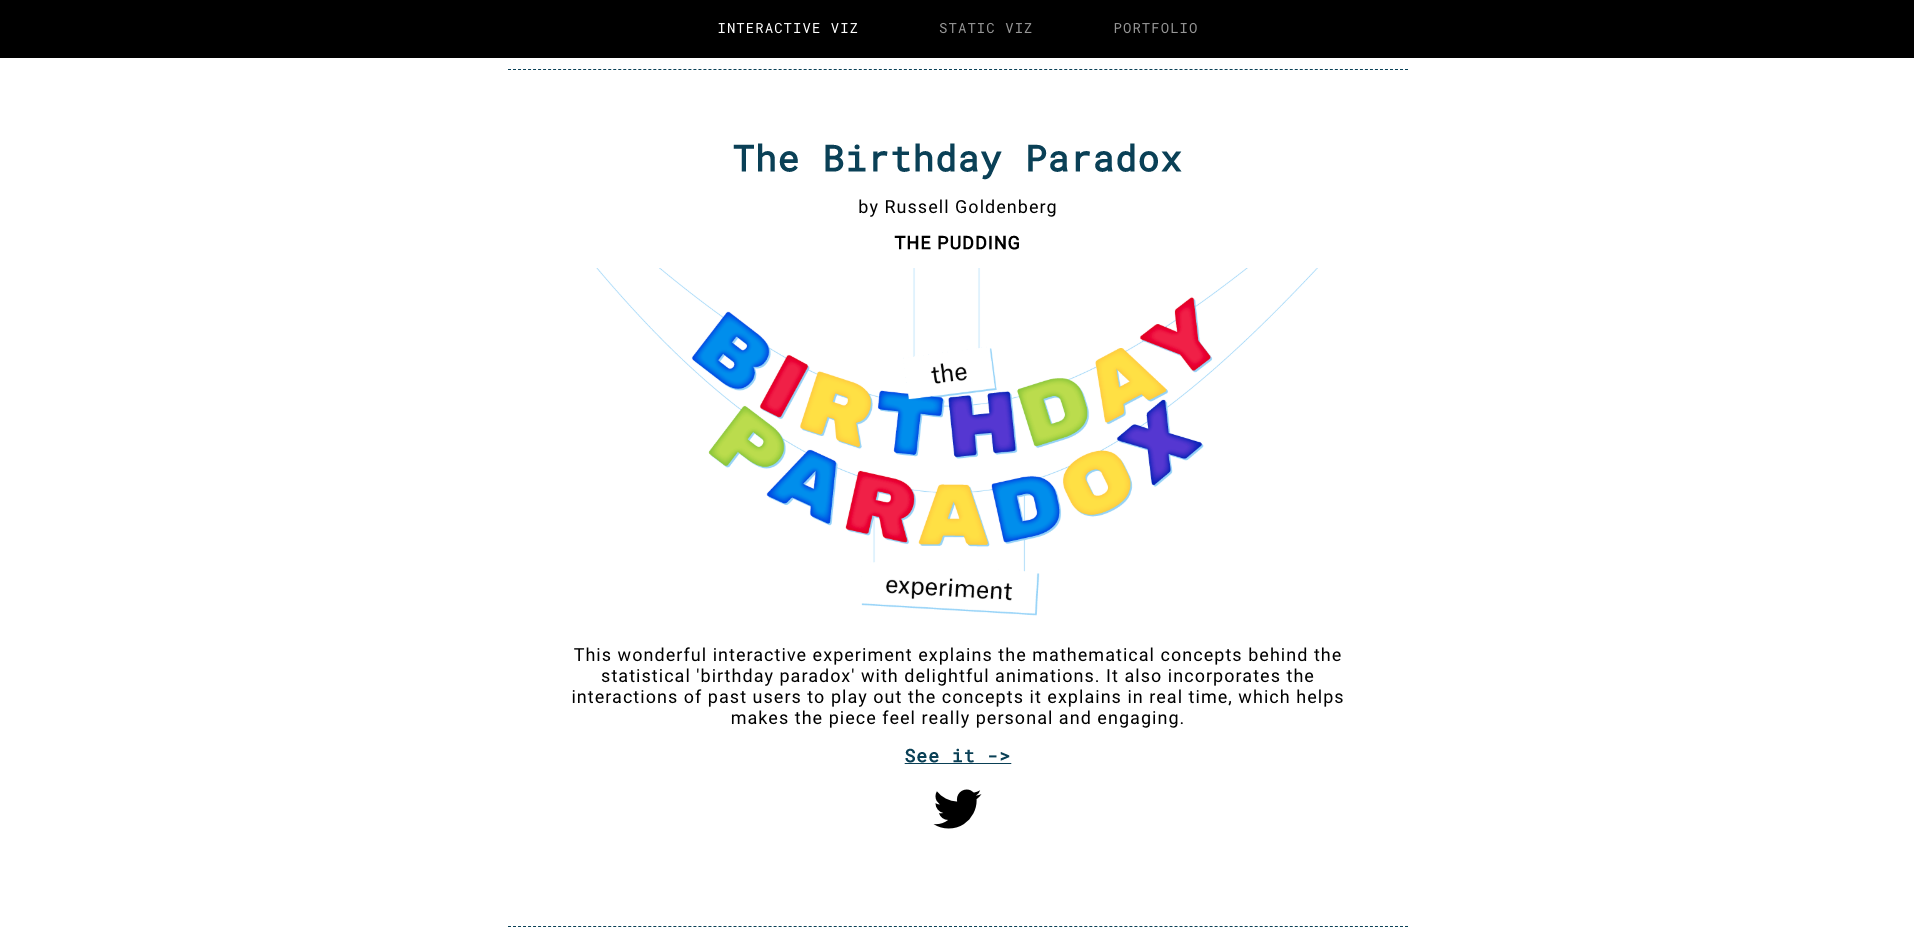 INTERACTIVE VIZ STATIC VIZ PORTFOLIO
The Birthday Paradox
by Russell Goldenberg
THE PUDDING
the
BIRTHDAY
PARADOX
experiment
This wonderful interactive experiment explains the mathematical concepts behind the
statistical 'birthday paradox' with delightful animations. It also incorporates the
interactions of past users to play out the concepts it explains in real time, which helps
makes the piece feel really personal and engaging.
See it ->